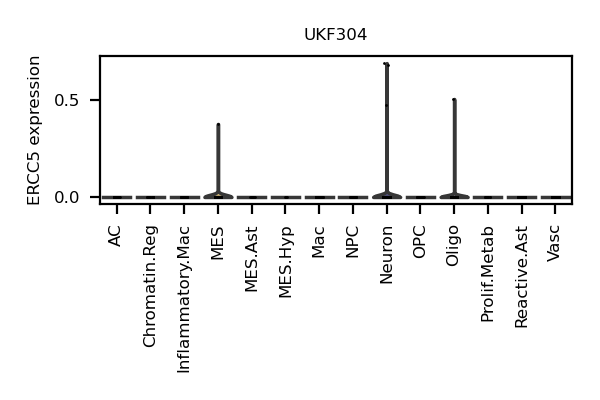 UKF304
ERCC5 expression
0.5
0.0
AC
Chromatin.Reg
Inflammatory.Mac
MES
MES.Ast
MES.Hyp
Mac
NPC
Neuron
OPC
Oligo
Prolif.Metab
Reactive.Ast
Vasc